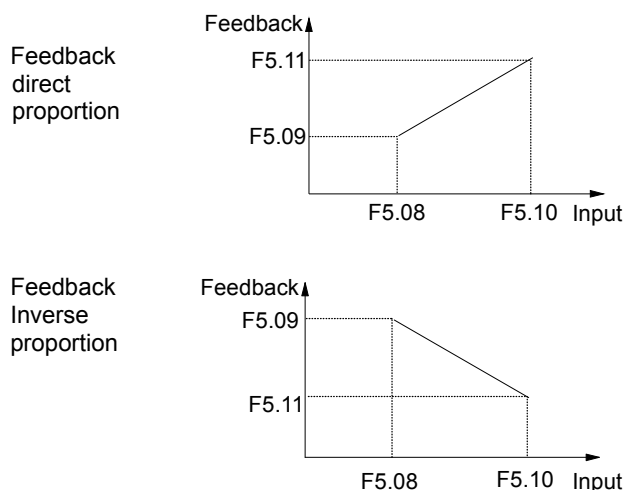 Feedback
direct
proportion
Feedback
F5.11
F5.09
F5.08
F5.10
Input
Feedback
Inverse
proportion
Feedback
F5.09
F5.11
F5.08
F5.10
Input